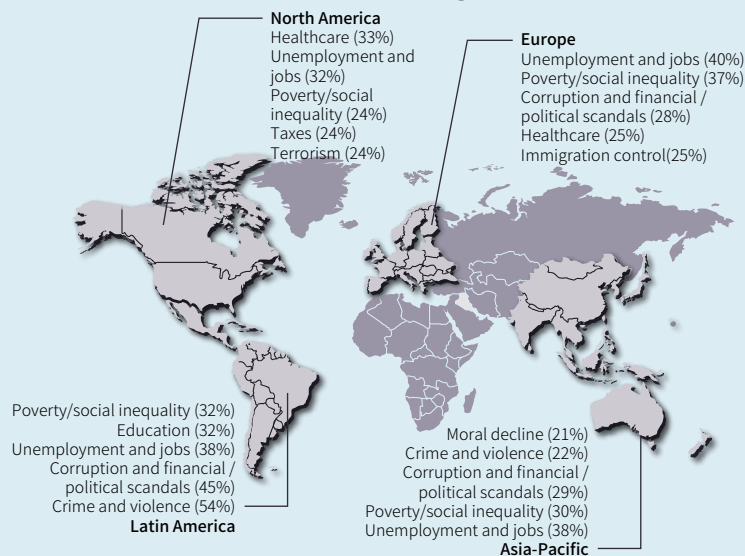 North America
Healthcare (33%)
Unemployment and
jobs (32%)
Poverty/social
inequality (24%)
Taxes (24%)
Terrorism (24%)
Europe
Unemployment and jobs (40%)
Poverty/social inequality (37%)
Corruption and financial /
political scandals (28%)
Healthcare (25%)
Immigration control(25%)
Poverty/social inequality (32%)
Education (32%)
Unemployment and jobs (38%)
Corruption and financial /
political scandals (45%)
Crime and violence (54%)
Latin America
Moral decline (21%)
Crime and violence (22%)
Corruption and financial /
political scandals (29%)
Poverty/social inequality (30%)
Unemployment and jobs (38%)
Asia-Pacific